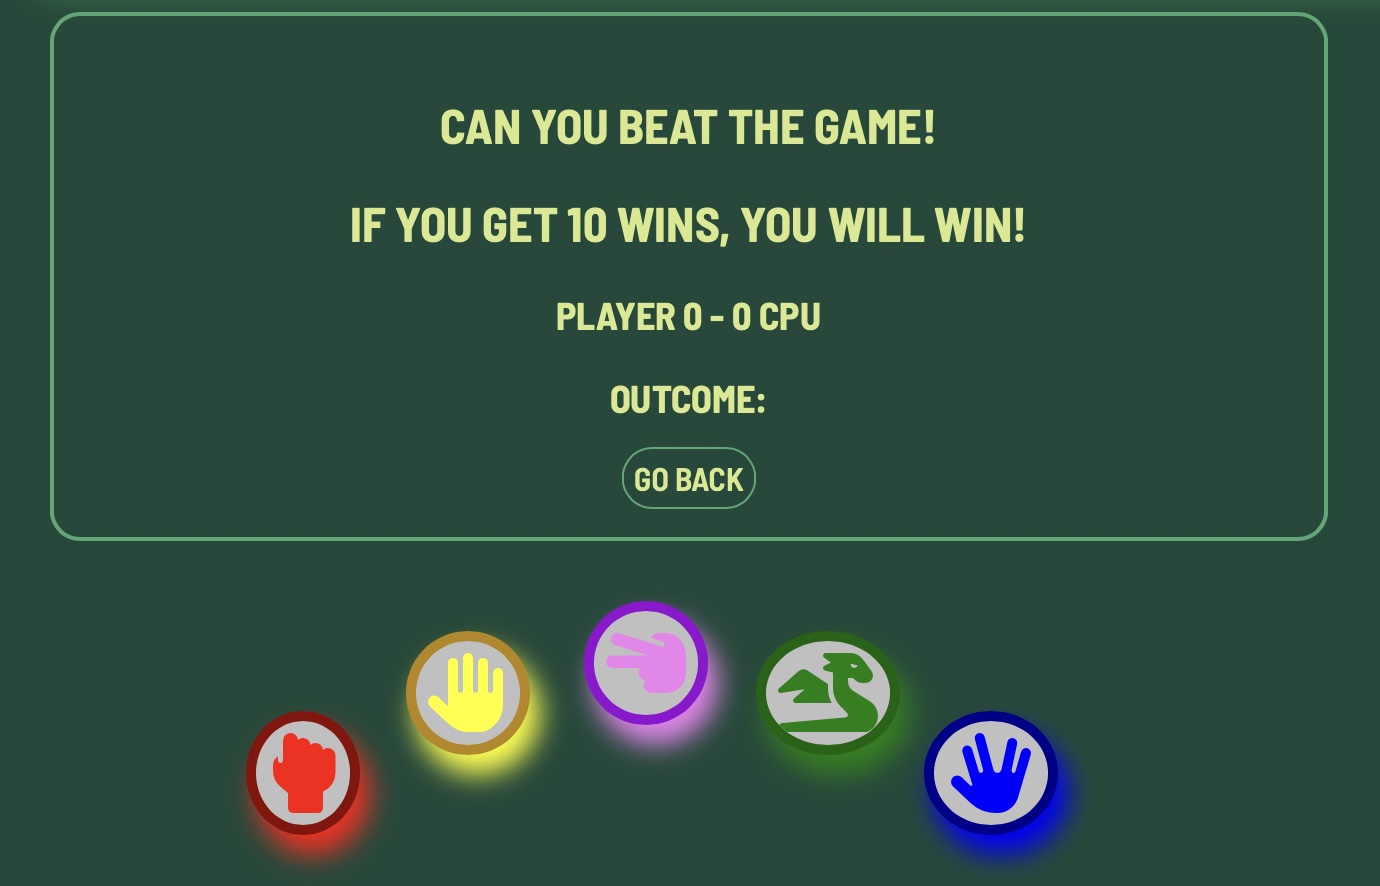 CAN YOU BEAT THE GAME!
IF YOU GET 10 WINS, YOU WILL WIN!
PLAYER 0 - 0 CPU
OUTCOME:
GO BACK